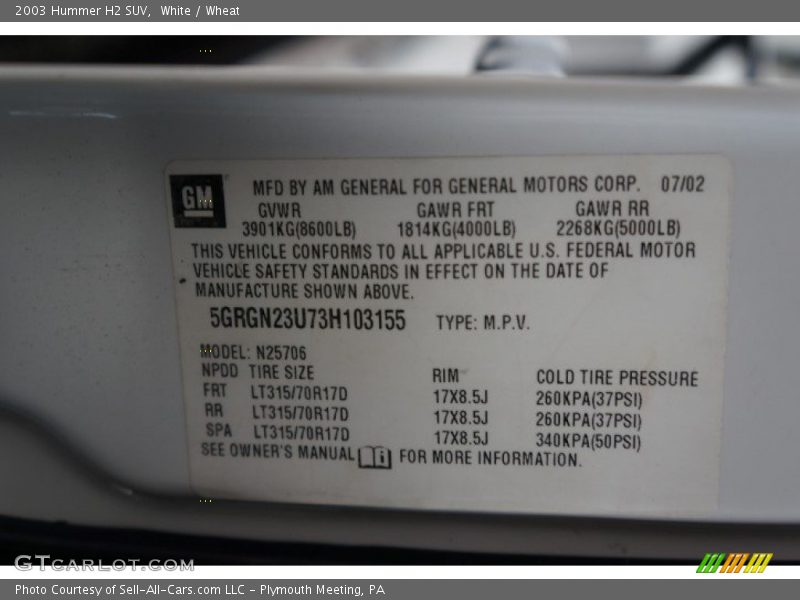 2003 Hummer H2 SUV, White / Wheat
GM
MFD BY AM GENERAL FOR GENERAL MOTORS CORP. 07/02
GVWR GAWR FRT GAWR RR
3901KG(8600LB) 1814KG(4000LB) 2268KG(5000LB)
THIS VEHICLE CONFORMS TO ALL APPLICABLE U.S. FEDERAL MOTOR
VEHICLE SAFETY STANDARDS IN EFFECT ON THE DATE OF
MANUFACTURE SHOWN ABOVE.
5GRGN23U73H103155 TYPE: M.P.V.
MODEL: N25706
NPDD TIRE SIZE RIM COLD TIRE PRESSURE
FRT LT315/70R17D 17X8.5J 260KPA(37PSI)
RR LT315/70R17D 17X8.5J 260KPA(37PSI)
SPA LT315/70R17D 17X8.5J 340KPA(50PSI)
SEE OWNER'S MANUAL FOR MORE INFORMATION.
GTCARLOT.COM
Photo Courtesy of Sell-All-Cars.com LLC - Plymouth Meeting, PA